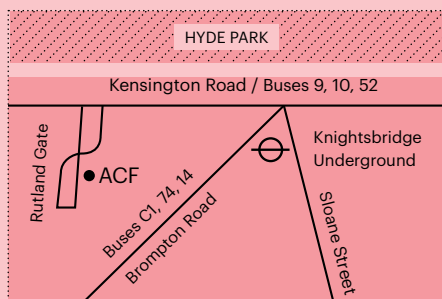 HYDE PARK
Kensington Road / Buses 9, 10, 52
Rutland Gate
ACF
Buses C1, 74, 14
Brompton Road
Knightsbridge
Underground
Sloane Street